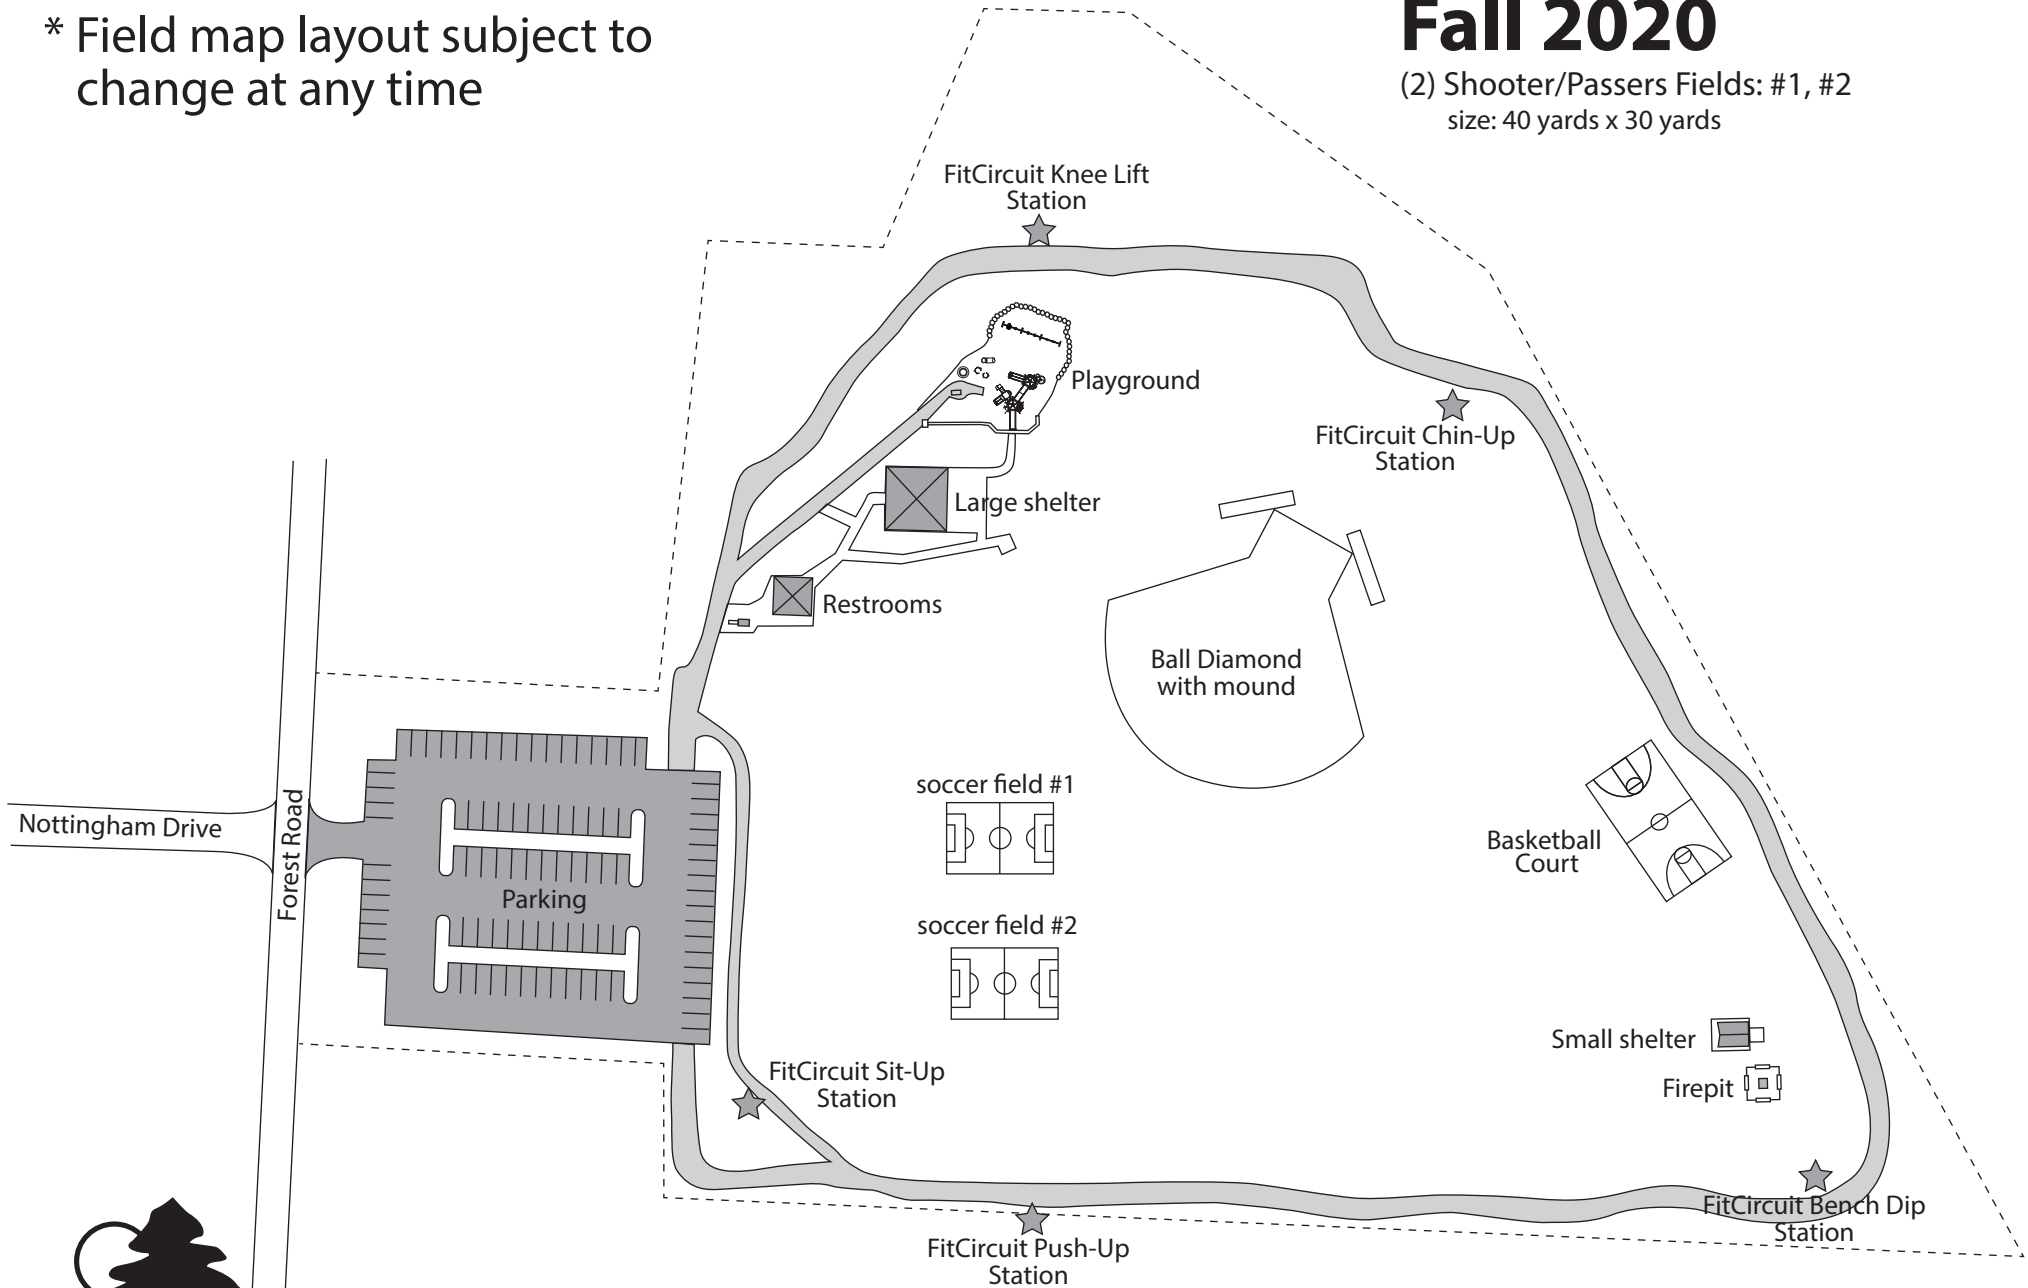 * Field map layout subject to
change at any time
Fall 2020
(2) Shooter/Passers Fields: #1, #2
size: 40 yards x 30 yards
FitCircuit Knee Lift
Station
Playground
FitCircuit Chin-Up
Station
Large shelter
Restrooms
Ball Diamond
with mound
soccer field #1
Nottingham Drive
Forest Road
Basketball
Court
Parking
soccer field #2
Small shelter
FitCircuit Sit-Up
Station
Firepit
FitCircuit Bench Dip
Station
FitCircuit Push-Up
Station